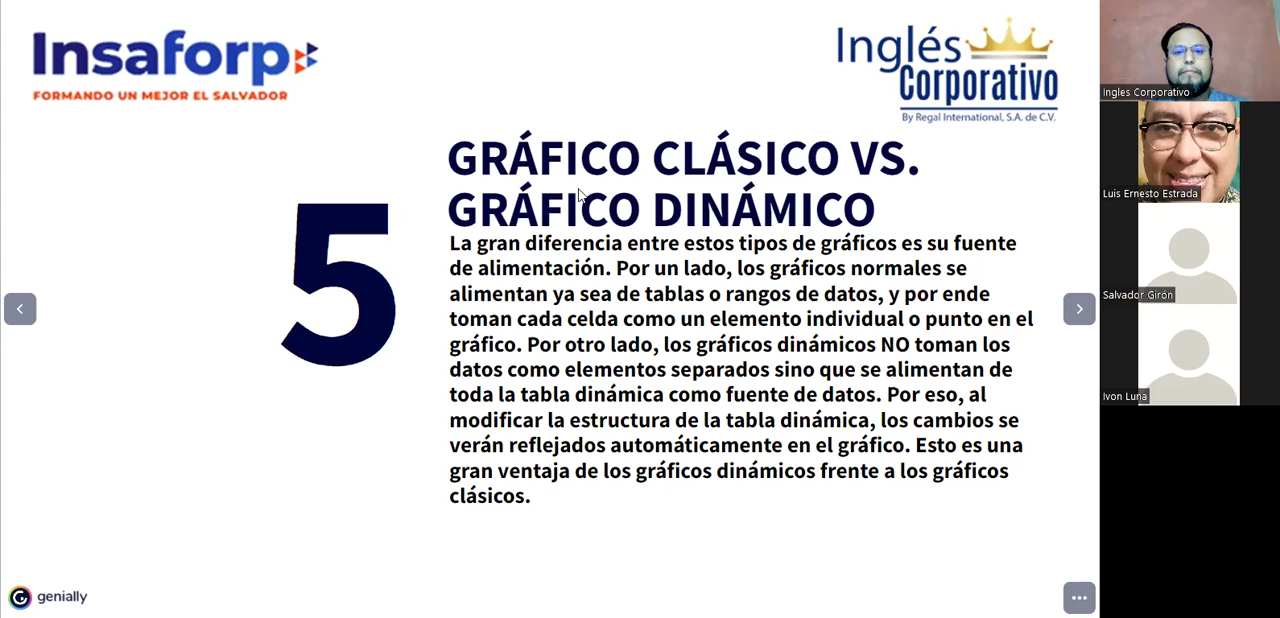 Insaforp
FORMANDO UN MEJOR EL SALVADOR
Inglés
Corporativo
By Regal International, S.A. de C.V.
5
GRÁFICO CLÁSICO VS.
GRÁFICO DINÁMICO
La gran diferencia entre estos tipos de gráficos es su fuente
de alimentación. Por un lado, los gráficos normales se
alimentan ya sea de tablas o rangos de datos, y por ende
toman cada celda como un elemento individual o punto en el
gráfico. Por otro lado, los gráficos dinámicos NO toman los
datos como elementos separados sino que se alimentan de
toda la tabla dinámica como fuente de datos. Por eso, al
modificar la estructura de la tabla dinámica, los cambios se
verán reflejados automáticamente en el gráfico. Esto es una
gran ventaja de los gráficos dinámicos frente a los gráficos
clásicos.
genially
Ingles Corporativo
Luis Ernesto Estrada
Salvador Girón
Ivon Luna